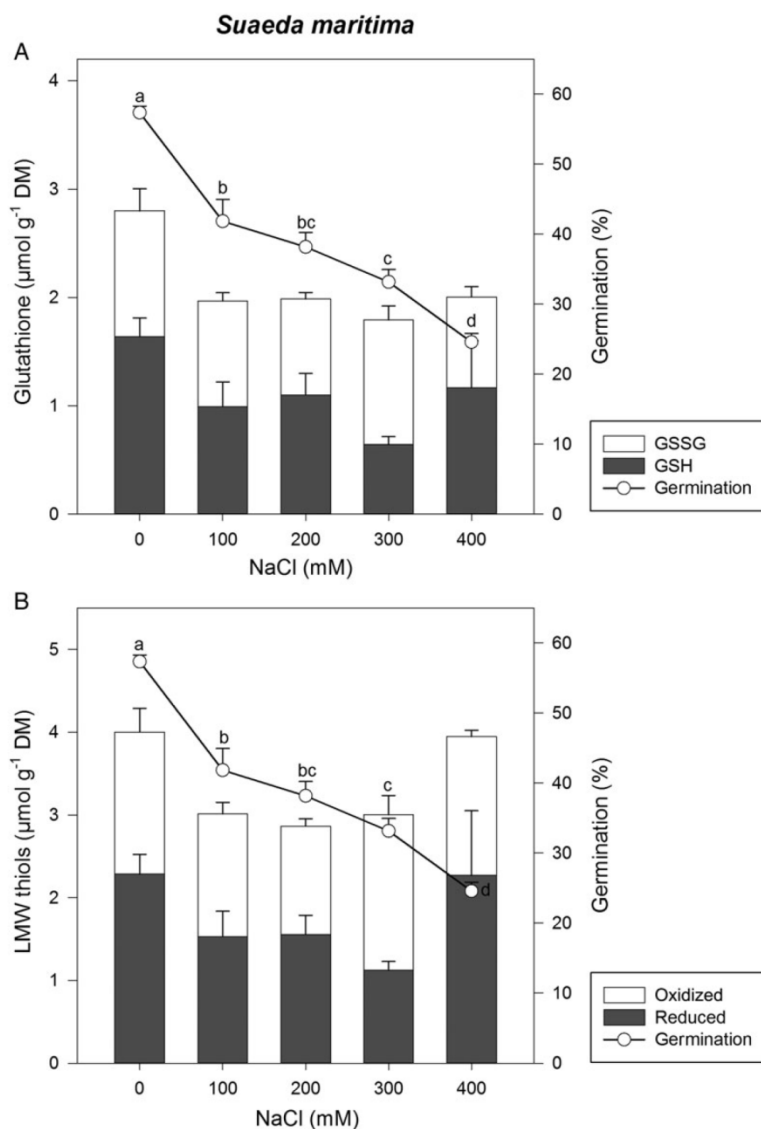 Suaeda maritima
A
4
3
2
1
0
Glutathione (µmol g⁻¹ DM)
a
b
bc
c
d
60
50
40
30
20
10
0
Germination (%)
0 100 200 300 400
NaCl (mM)
GSSG
GSH
Germination
B
5
4
3
2
1
0
LMW thiols (µmol g⁻¹ DM)
a
b
bc
c
d
60
50
40
30
20
10
0
Germination (%)
0 100 200 300 400
NaCl (mM)
Oxidized
Reduced
Germination